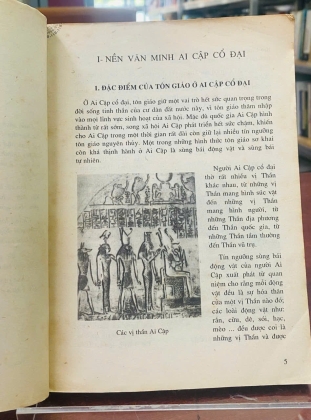 I- NỀN VĂN MINH AI CẬP CỔ ĐẠI
1. ĐẶC ĐIỂM CỦA TÔN GIÁO Ở AI CẬP CỔ ĐẠI
Ở Ai Cập cổ đại, tôn giáo giữ một vai trò hết sức quan trọng trong
đời sống tinh thần của cư dân đất nước này, vì tôn giáo thâm nhập
vào mọi lĩnh vực sinh hoạt của xã hội. Mặc dù quốc gia Ai Cập hình
thành từ rất sớm, song xã hội Ai Cập phát triển hết sức chậm, khiến
cho Ai Cập trong một thời gian rất dài còn giữ lại nhiều tín ngưỡng
tôn giáo nguyên thủy. Một trong những hình thức tôn giáo sơ khai
còn khá thịnh hành ở Ai Cập là sùng bái động vật và sùng bái
tự nhiên.
Người Ai Cập cổ đại
thờ rất nhiều vị Thần
khác nhau, từ những vị
Thần mang hình súc vật
đến những vị Thần
mang hình người, từ
những Thần địa phương
đến Thần quốc gia, từ
những Thần tầm thường
đến Thần vũ trụ.
Tín ngưỡng sùng bái
động vật của người Ai
Cập xuất phát từ quan
niệm cho rằng mỗi động
vật đều là sự hóa thân
của một vị Thần nào đó;
các loài động vật như:
rắn, cừu, dê, sói, hạc,
mèo ... đều được coi là
những vị Thần và được
Các vị thần Ai Cập
5